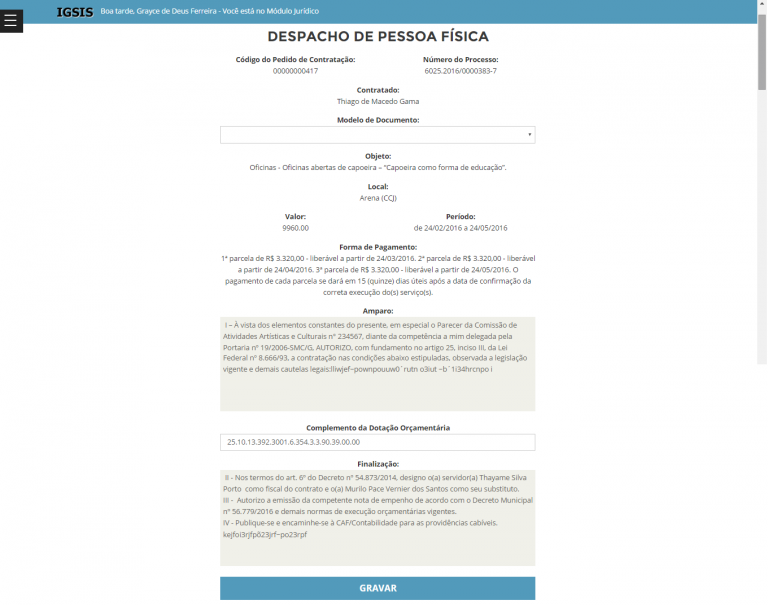 IGSIS Boa tarde, Grayce de Deus Ferreira - Você está no Módulo Jurídico
DESPACHO DE PESSOA FÍSICA
Código do Pedido de Contratação: Número do Processo:
00000000417 6025.2016/0000383-7
Contratado:
Thiago de Macedo Gama
Modelo de Documento:
Objeto:
Oficinas - Oficinas abertas de capoeira – "Capoeira como forma de educação".
Local:
Arena (CCJ)
Valor: Período:
9960.00 de 24/02/2016 a 24/05/2016
Forma de Pagamento:
1ª parcela de R$ 3.320,00 - liberável a partir de 24/03/2016. 2ª parcela de R$ 3.320,00 - liberável
a partir de 24/04/2016. 3ª parcela de R$ 3.320,00 - liberável a partir de 24/05/2016. O
pagamento de cada parcela se dará em 15 (quinze) dias úteis após a data de confirmação da
correta execução do(s) serviço(s).
Amparo:
I – À vista dos elementos constantes do presente, em especial o Parecer da Comissão de
Atividades Artísticas e Culturais n° 234567, diante da competência a mim delegada pela
Portaria nº 19/2006-SMC/G, AUTORIZO, com fundamento no artigo 25, inciso III, da Lei
Federal nº 8.666/93, a contratação nas condições abaixo estipuladas, observada a legislação
vigente e demais cautelas legais:lliwjef~pownpouuw0`rutn o3iut ~b`1i34hrcnpo i
Complemento da Dotação Orçamentária
25.10.13.392.3001.6.354.3.3.90.39.00.00
Finalização:
II - Nos termos do art. 6º do Decreto nº 54.873/2014, designo o(a) servidor(a) Thayame Silva
Porto como fiscal do contrato e o(a) Murilo Pace Vernier dos Santos como seu substituto.
III - Autorizo a emissão da competente nota de empenho de acordo com o Decreto Municipal
nº 56.779/2016 e demais normas de execução orçamentárias vigentes.
IV - Publique-se e encaminhe-se à CAF/Contabilidade para as providências cabíveis.
kejfoi3rjfpõ23jrf~po23rpf
GRAVAR